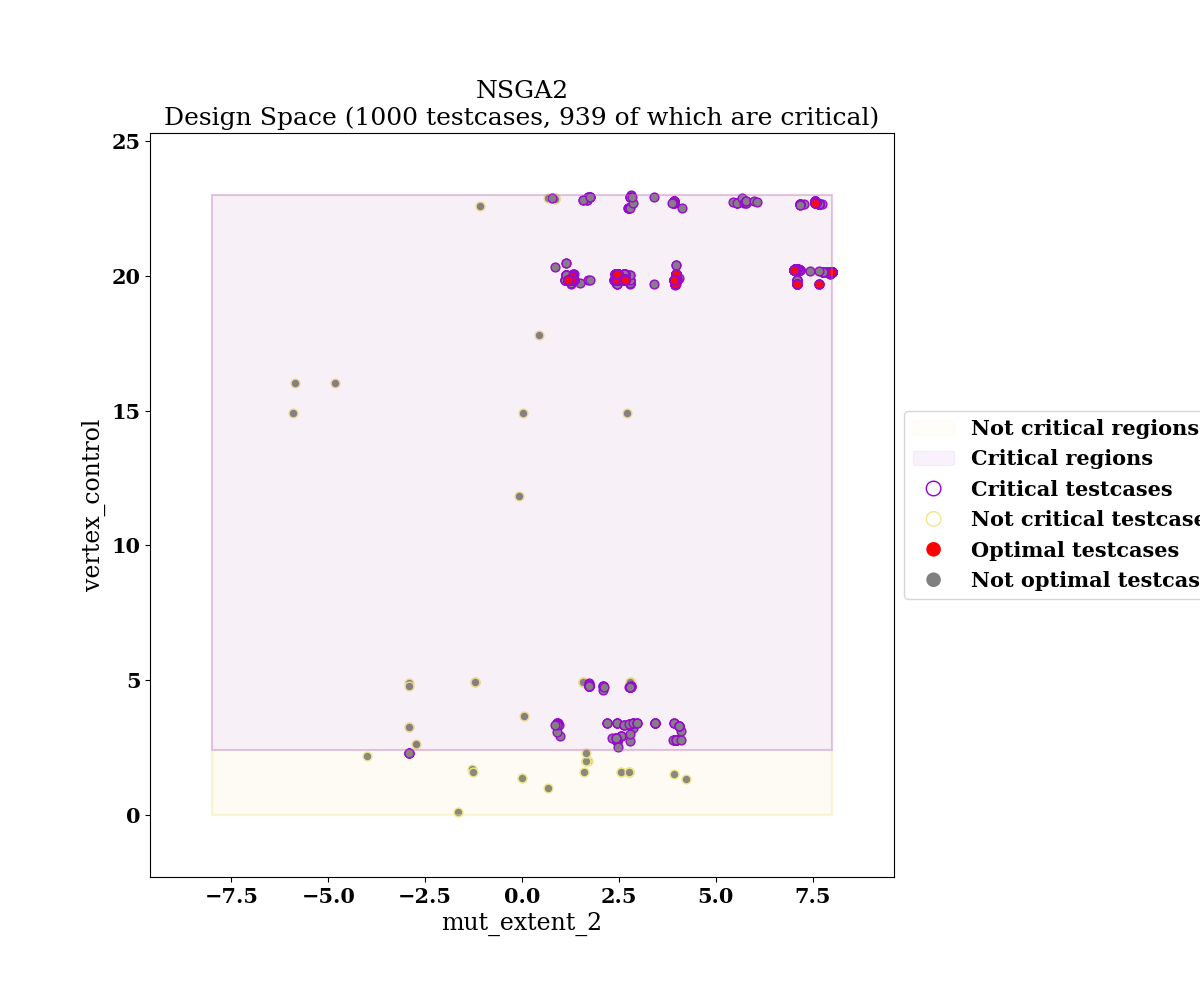 NSGA2
Design Space (1000 testcases, 939 of which are critical)
25
20
15
10
5
0
vertex_control
−7.5
−5.0
−2.5
0.0
2.5
5.0
7.5
mut_extent_2
Not critical regions
Critical regions
Critical testcases
Not critical testcase
Optimal testcases
Not optimal testcas